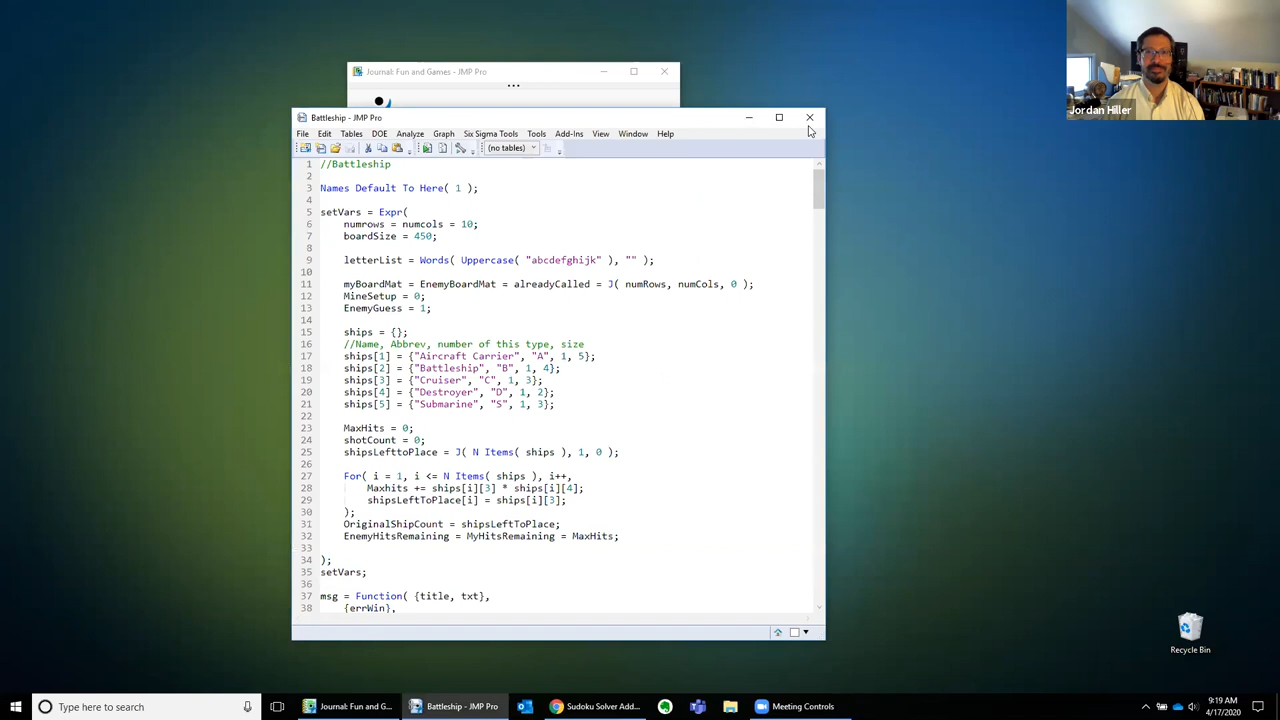 Jordan Hiller
Journal: Fun and Games - JMP Pro
Battleship - JMP Pro
File Edit Tables DOE Analyze Graph Six Sigma Tools Tools Add-Ins View Window Help
(no tables)
1 //Battleship
2
3 Names Default To Here( 1 );
4
5 setVars = Expr(
6 numrows = numcols = 10;
7 boardSize = 450;
8
9 letterList = Words( Uppercase( "abcdefghijk" ), "" );
10
11 myBoardMat = EnemyBoardMat = alreadyCalled = J( numRows, numCols, 0 );
12 MineSetup = 0;
13 EnemyGuess = 1;
14
15 ships = {};
16 //Name, Abbrev, number of this type, size
17 ships[1] = {"Aircraft Carrier", "A", 1, 5};
18 ships[2] = {"Battleship", "B", 1, 4};
19 ships[3] = {"Cruiser", "C", 1, 3};
20 ships[4] = {"Destroyer", "D", 1, 2};
21 ships[5] = {"Submarine", "S", 1, 3};
22
23 MaxHits = 0;
24 shotCount = 0;
25 shipsLefttoPlace = J( N Items( ships ), 1, 0 );
26
27 For( i = 1, i <= N Items( ships ), i++,
28 Maxhits += ships[i][3] * ships[i][4];
29 shipsLeftToPlace[i] = ships[i][3];
30 );
31 OriginalShipCount = shipsLeftToPlace;
32 EnemyHitsRemaining = MyHitsRemaining = MaxHits;
33
34 );
35 setVars;
36
37 msg = Function( {title, txt},
38 {errWin},
Recycle Bin
Type here to search
Journal: Fun and G...
Battleship - JMP Pro
Sudoku Solver Add...
Meeting Controls
9:19 AM
4/17/2020